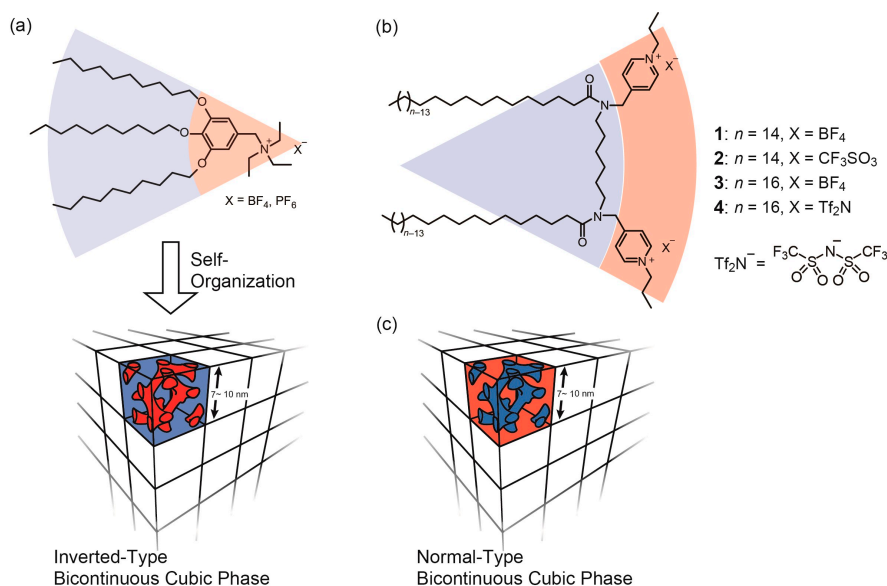 (a)
O
O
O
N+
X−
X = BF4, PF6
Self-
Organization
7~ 10 nm
Inverted-Type
Bicontinuous Cubic Phase
(b)
N+
X−
O
N
( )n–13
N
( )n–13
O
X−
N+
1: n = 14, X = BF4
2: n = 14, X = CF3SO3
3: n = 16, X = BF4
4: n = 16, X = Tf2N
Tf2N− =
F3C
N−
CF3
S
S
O O
O O
(c)
7~ 10 nm
Normal-Type
Bicontinuous Cubic Phase